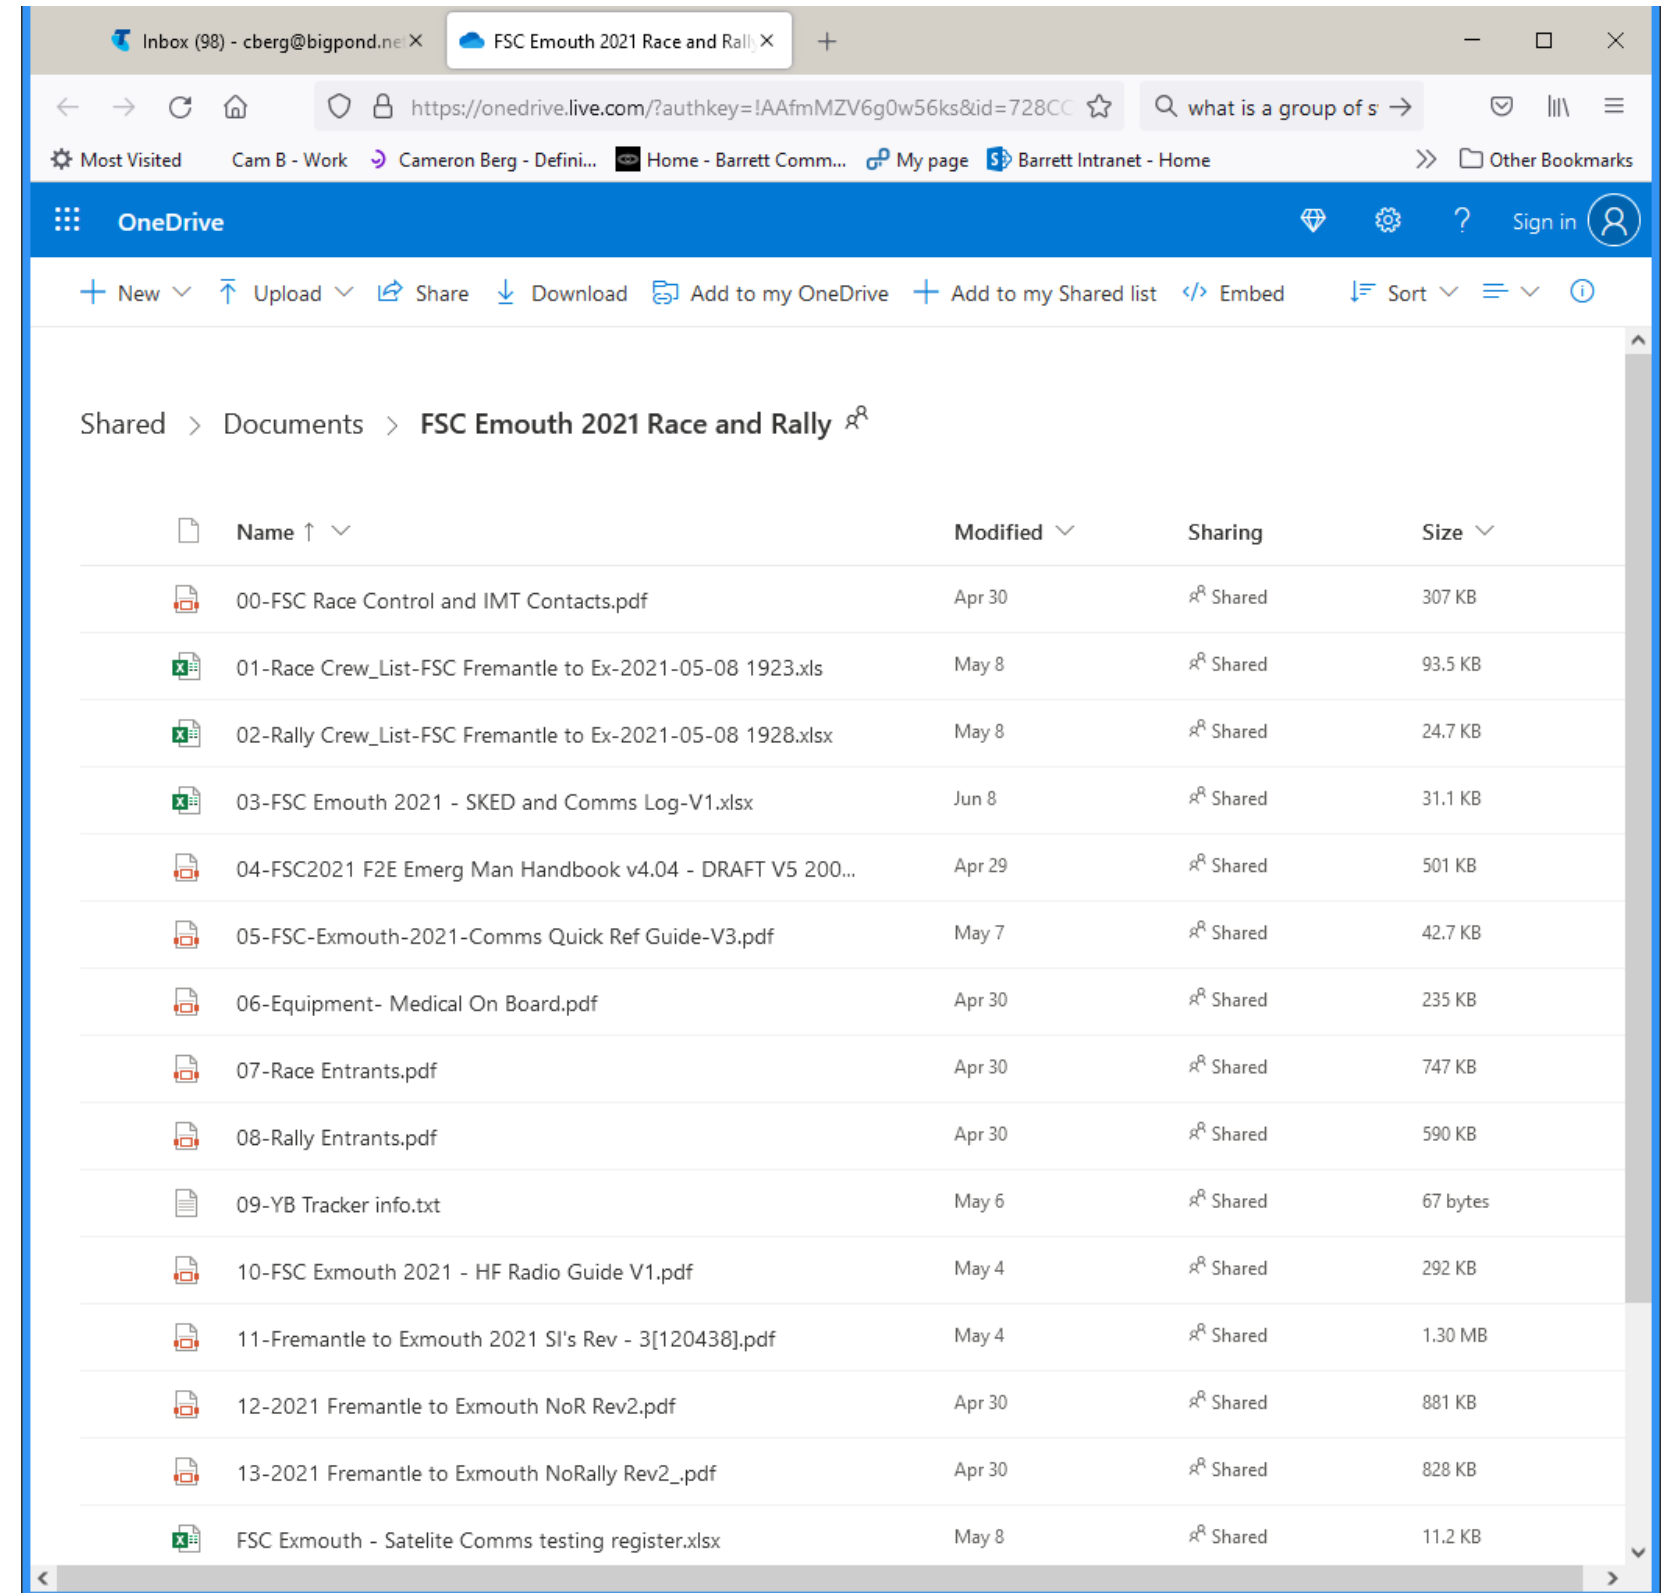 Inbox (98) - cberg@bigpond.ne
FSC Emouth 2021 Race and Rally
https://onedrive.live.com/?authkey=!AAfmMZV6g0w56ks&id=728CC
what is a group of s
Most Visited Cam B - Work Cameron Berg - Defini... Home - Barrett Comm... My page Barrett Intranet - Home Other Bookmarks
OneDrive Sign in
New Upload Share Download Add to my OneDrive Add to my Shared list Embed Sort
Shared > Documents > FSC Emouth 2021 Race and Rally
Name ↑ Modified Sharing Size
00-FSC Race Control and IMT Contacts.pdf Apr 30 Shared 307 KB
01-Race Crew_List-FSC Fremantle to Ex-2021-05-08 1923.xls May 8 Shared 93.5 KB
02-Rally Crew_List-FSC Fremantle to Ex-2021-05-08 1928.xlsx May 8 Shared 24.7 KB
03-FSC Emouth 2021 - SKED and Comms Log-V1.xlsx Jun 8 Shared 31.1 KB
04-FSC2021 F2E Emerg Man Handbook v4.04 - DRAFT V5 200... Apr 29 Shared 501 KB
05-FSC-Exmouth-2021-Comms Quick Ref Guide-V3.pdf May 7 Shared 42.7 KB
06-Equipment- Medical On Board.pdf Apr 30 Shared 235 KB
07-Race Entrants.pdf Apr 30 Shared 747 KB
08-Rally Entrants.pdf Apr 30 Shared 590 KB
09-YB Tracker info.txt May 6 Shared 67 bytes
10-FSC Exmouth 2021 - HF Radio Guide V1.pdf May 4 Shared 292 KB
11-Fremantle to Exmouth 2021 SI's Rev - 3[120438].pdf May 4 Shared 1.30 MB
12-2021 Fremantle to Exmouth NoR Rev2.pdf Apr 30 Shared 881 KB
13-2021 Fremantle to Exmouth NoRally Rev2_.pdf Apr 30 Shared 828 KB
FSC Exmouth - Satelite Comms testing register.xlsx May 8 Shared 11.2 KB